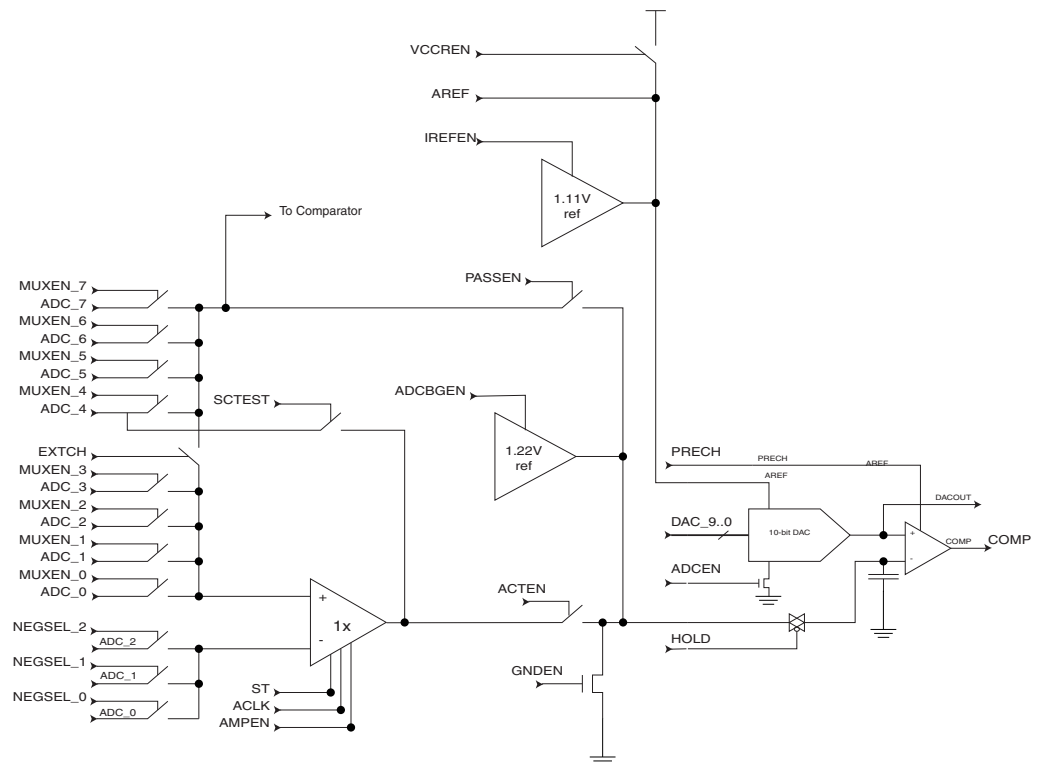 VCCREN
AREF
IREFEN
1.11V
ref
To Comparator
PASSEN
MUXEN_7
ADC_7
MUXEN_6
ADC_6
MUXEN_5
ADC_5
MUXEN_4
ADC_4
SCTEST
ADCBGEN
1.22V
ref
EXTCH
MUXEN_3
ADC_3
MUXEN_2
ADC_2
MUXEN_1
ADC_1
MUXEN_0
ADC_0
PRECH
PRECH
AREF
AREF
DACOUT
DAC_9..0
10-bit DAC
+
-
COMP
COMP
ADCEN
ACTEN
HOLD
GNDEN
+
1x
-
NEGSEL_2
ADC_2
NEGSEL_1
ADC_1
NEGSEL_0
ADC_0
ST
ACLK
AMPEN